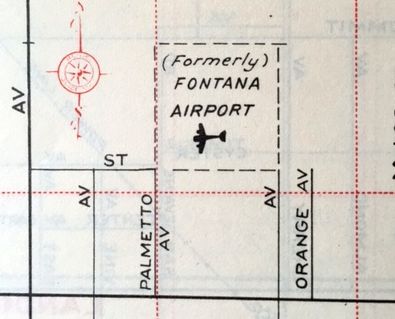 (Formerly)
FONTANA
AIRPORT
AV
ST
AV
PALMETTO
AV
AV
ORANGE AV